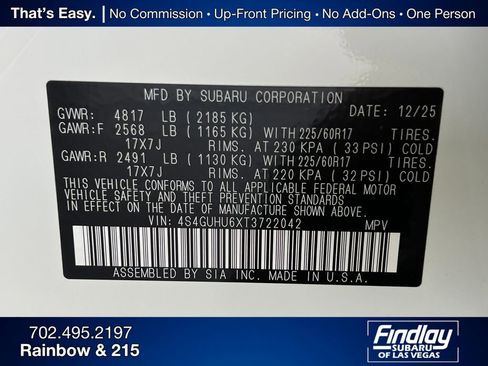 That's Easy. | No Commission • Up-Front Pricing • No Add-Ons • One Person
MFD BY SUBARU CORPORATION
GVWR: 4817 LB ( 2185 KG) DATE: 12/25
GAWR:F 2568 LB ( 1165 KG) WITH 225/60R17 TIRES.
17X7J RIMS. AT 230 KPA ( 33 PSI) COLD
GAWR:R 2491 LB ( 1130 KG) WITH 225/60R17 TIRES.
17X7J RIMS. AT 220 KPA ( 32 PSI) COLD
THIS VEHICLE CONFORMS TO ALL APPLICABLE FEDERAL MOTOR
VEHICLE SAFETY AND THEFT PREVENTION STANDARDS
IN EFFECT ON THE DATE OF MANUFACTURE SHOWN ABOVE.
VIN: 4S4GUHU6XT3722042 MPV
ASSEMBLED BY SIA INC. MADE IN U.S.A.
702.495.2197
Rainbow & 215
Findlay
SUBARU
OF LAS VEGAS